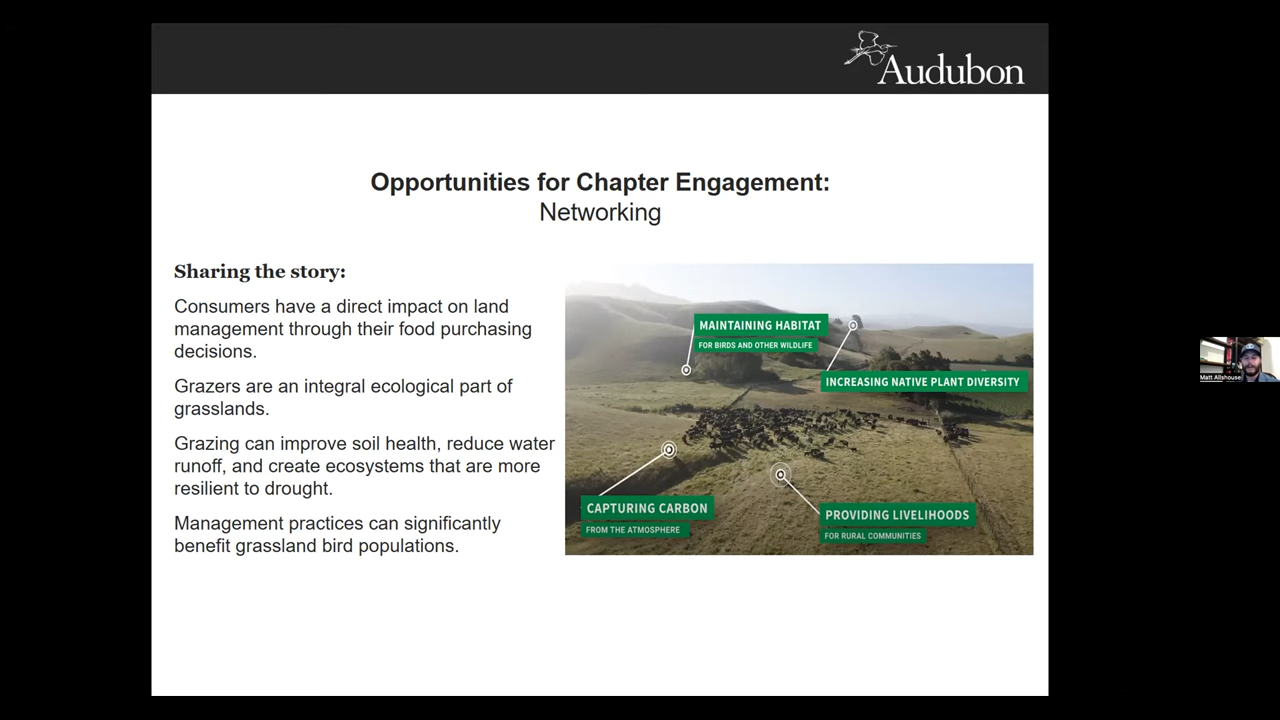 Audubon
Opportunities for Chapter Engagement:
Networking
Sharing the story:
Consumers have a direct impact on land
management through their food purchasing
decisions.
Grazers are an integral ecological part of
grasslands.
Grazing can improve soil health, reduce water
runoff, and create ecosystems that are more
resilient to drought.
Management practices can significantly
benefit grassland bird populations.
MAINTAINING HABITAT
FOR BIRDS AND OTHER WILDLIFE
INCREASING NATIVE PLANT DIVERSITY
CAPTURING CARBON
FROM THE ATMOSPHERE
PROVIDING LIVELIHOODS
FOR RURAL COMMUNITIES
Matt Allshouse